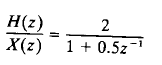 H(z)/X(z) = 2/(1 + 0.5z⁻¹)